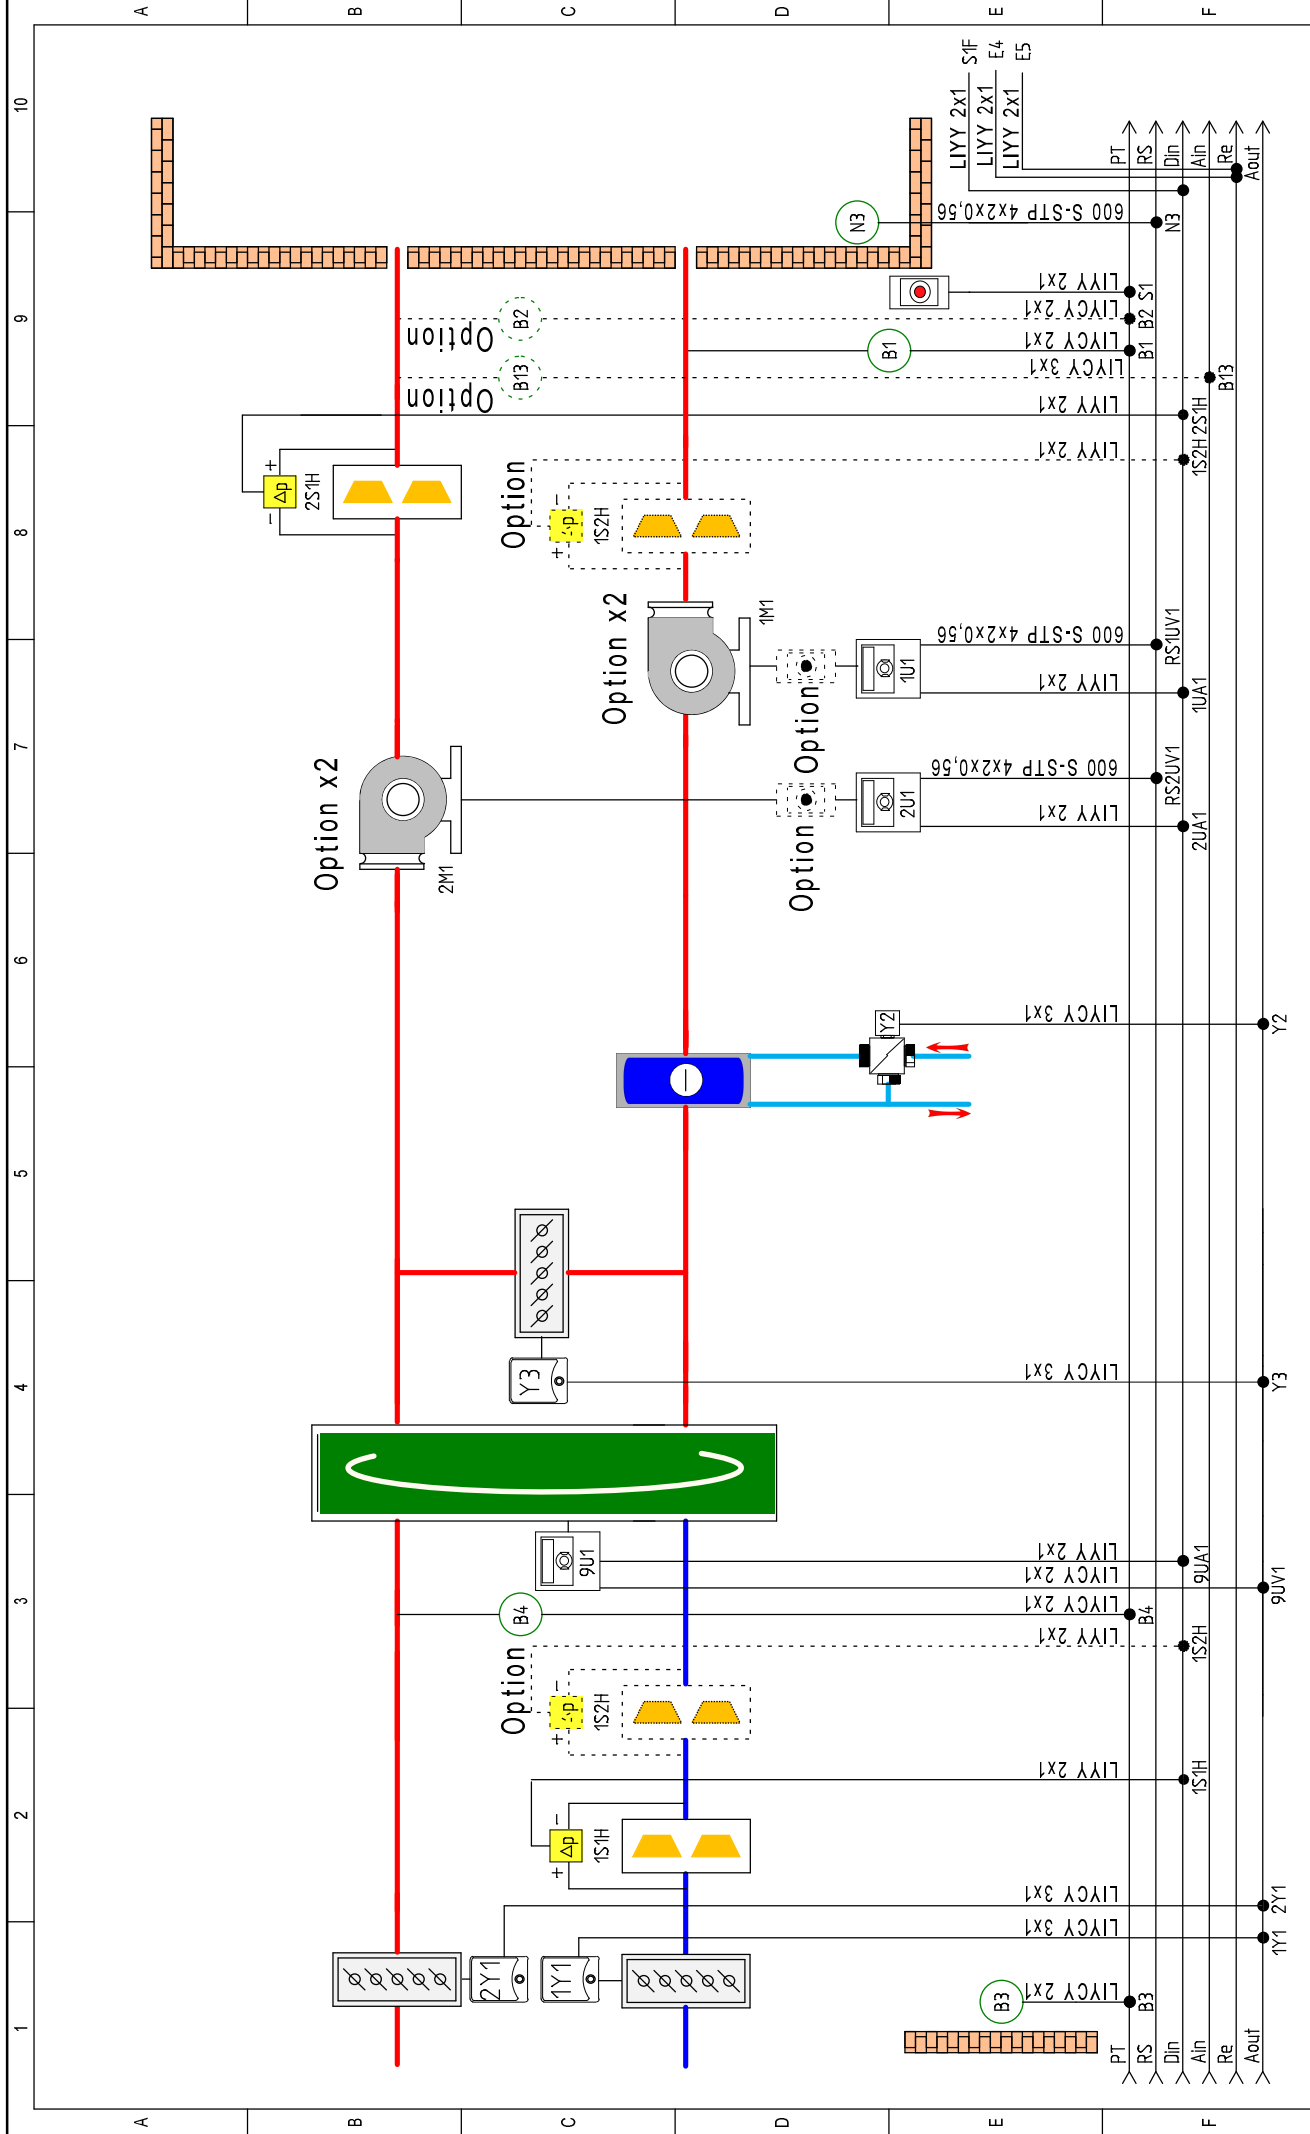 A
B
C
D
E
F
10
9
8
7
6
5
4
3
2
1
S1F
E4
E5
LIYY 2x1
LIYY 2x1
LIYY 2x1
PT
RS
Din
Ain
Re
Aout
N3
600 S-STP 4x2x0,56
N3
LIYY 2x1
S1
B2
Option
LIYCY 2x1
B2
B1
LIYCY 2x1
B1
B13
Option
LIYCY 3x1
B13
LIYY 2x1
2S1H
+
Δp
-
2S1H
LIYY 2x1
1S2H
Option
-
Δp
+
1S2H
Option x2
1M1
Option
1U1
600 S-STP 4x2x0,56
RS1UV1
LIYY 2x1
1UA1
Option x2
2M1
Option
2U1
600 S-STP 4x2x0,56
RS2UV1
LIYY 2x1
2UA1
Y2
LIYCY 3x1
Y2
Y3
LIYCY 3x1
Y3
9U1
LIYY 2x1
9UA1
LIYCY 2x1
9UV1
B4
LIYCY 2x1
B4
LIYY 2x1
1S2H
Option
-
Δp
+
1S2H
LIYY 2x1
1S1H
-
Δp
+
1S1H
2Y1
LIYCY 3x1
2Y1
1Y1
LIYCY 3x1
1Y1
B3
LIYCY 2x1
B3
PT
RS
Din
Ain
Re
Aout
A
B
C
D
E
F